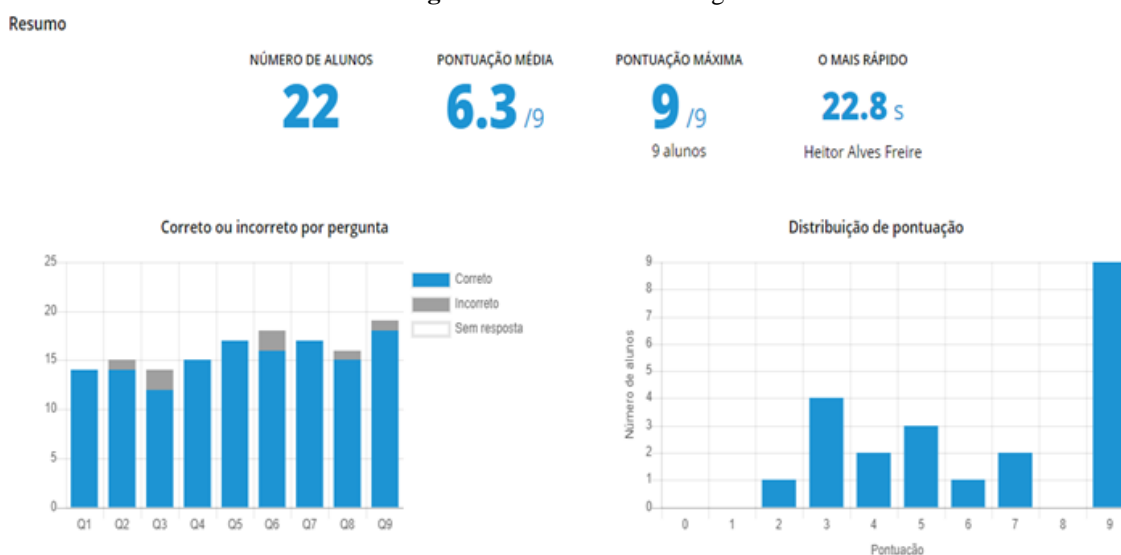 Resumo
NÚMERO DE ALUNOS
22
PONTUAÇÃO MÉDIA
6.3 /9
PONTUAÇÃO MÁXIMA
9 /9
9 alunos
O MAIS RÁPIDO
22.8 s
Heitor Alves Freire
Correto ou incorreto por pergunta
25
20
15
10
5
0
Q1 Q2 Q3 Q4 Q5 Q6 Q7 Q8 Q9
Correto
Incorreto
Sem resposta
Distribuição de pontuação
Número de alunos
9
8
7
6
5
4
3
2
1
0
0 1 2 3 4 5 6 7 8 9
Pontuação